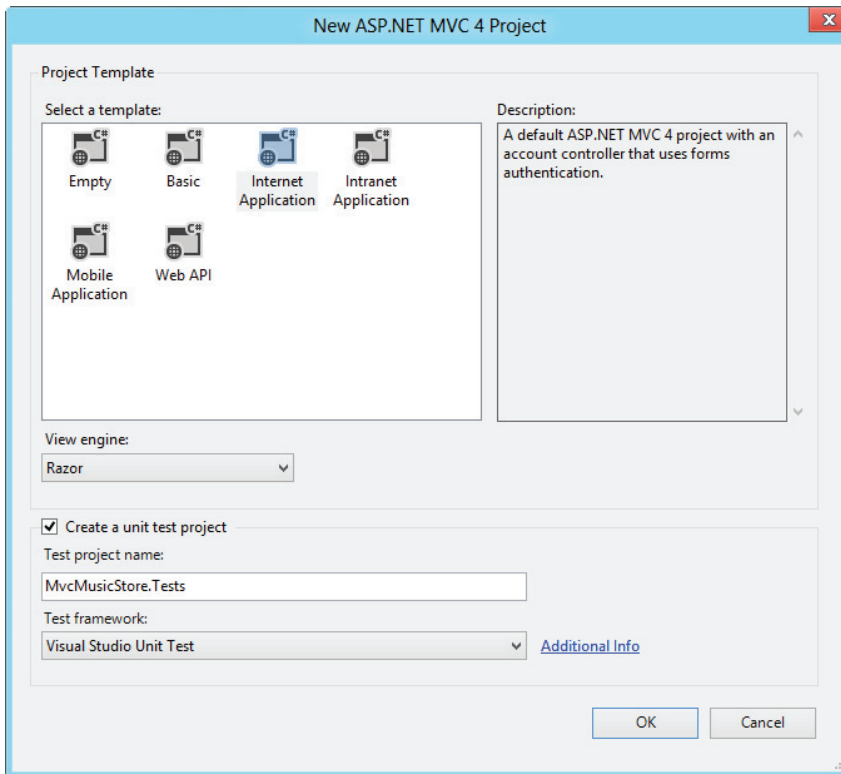 New ASP.NET MVC 4 Project
x
Project Template
Select a template:
C#
Empty
C#
Basic
C#
Internet
Application
C#
Intranet
Application
C#
Mobile
Application
C#
Web API
Description:
A default ASP.NET MVC 4 project with an
account controller that uses forms
authentication.
View engine:
Razor
Create a unit test project
Test project name:
MvcMusicStore.Tests
Test framework:
Visual Studio Unit Test
Additional Info
OK
Cancel